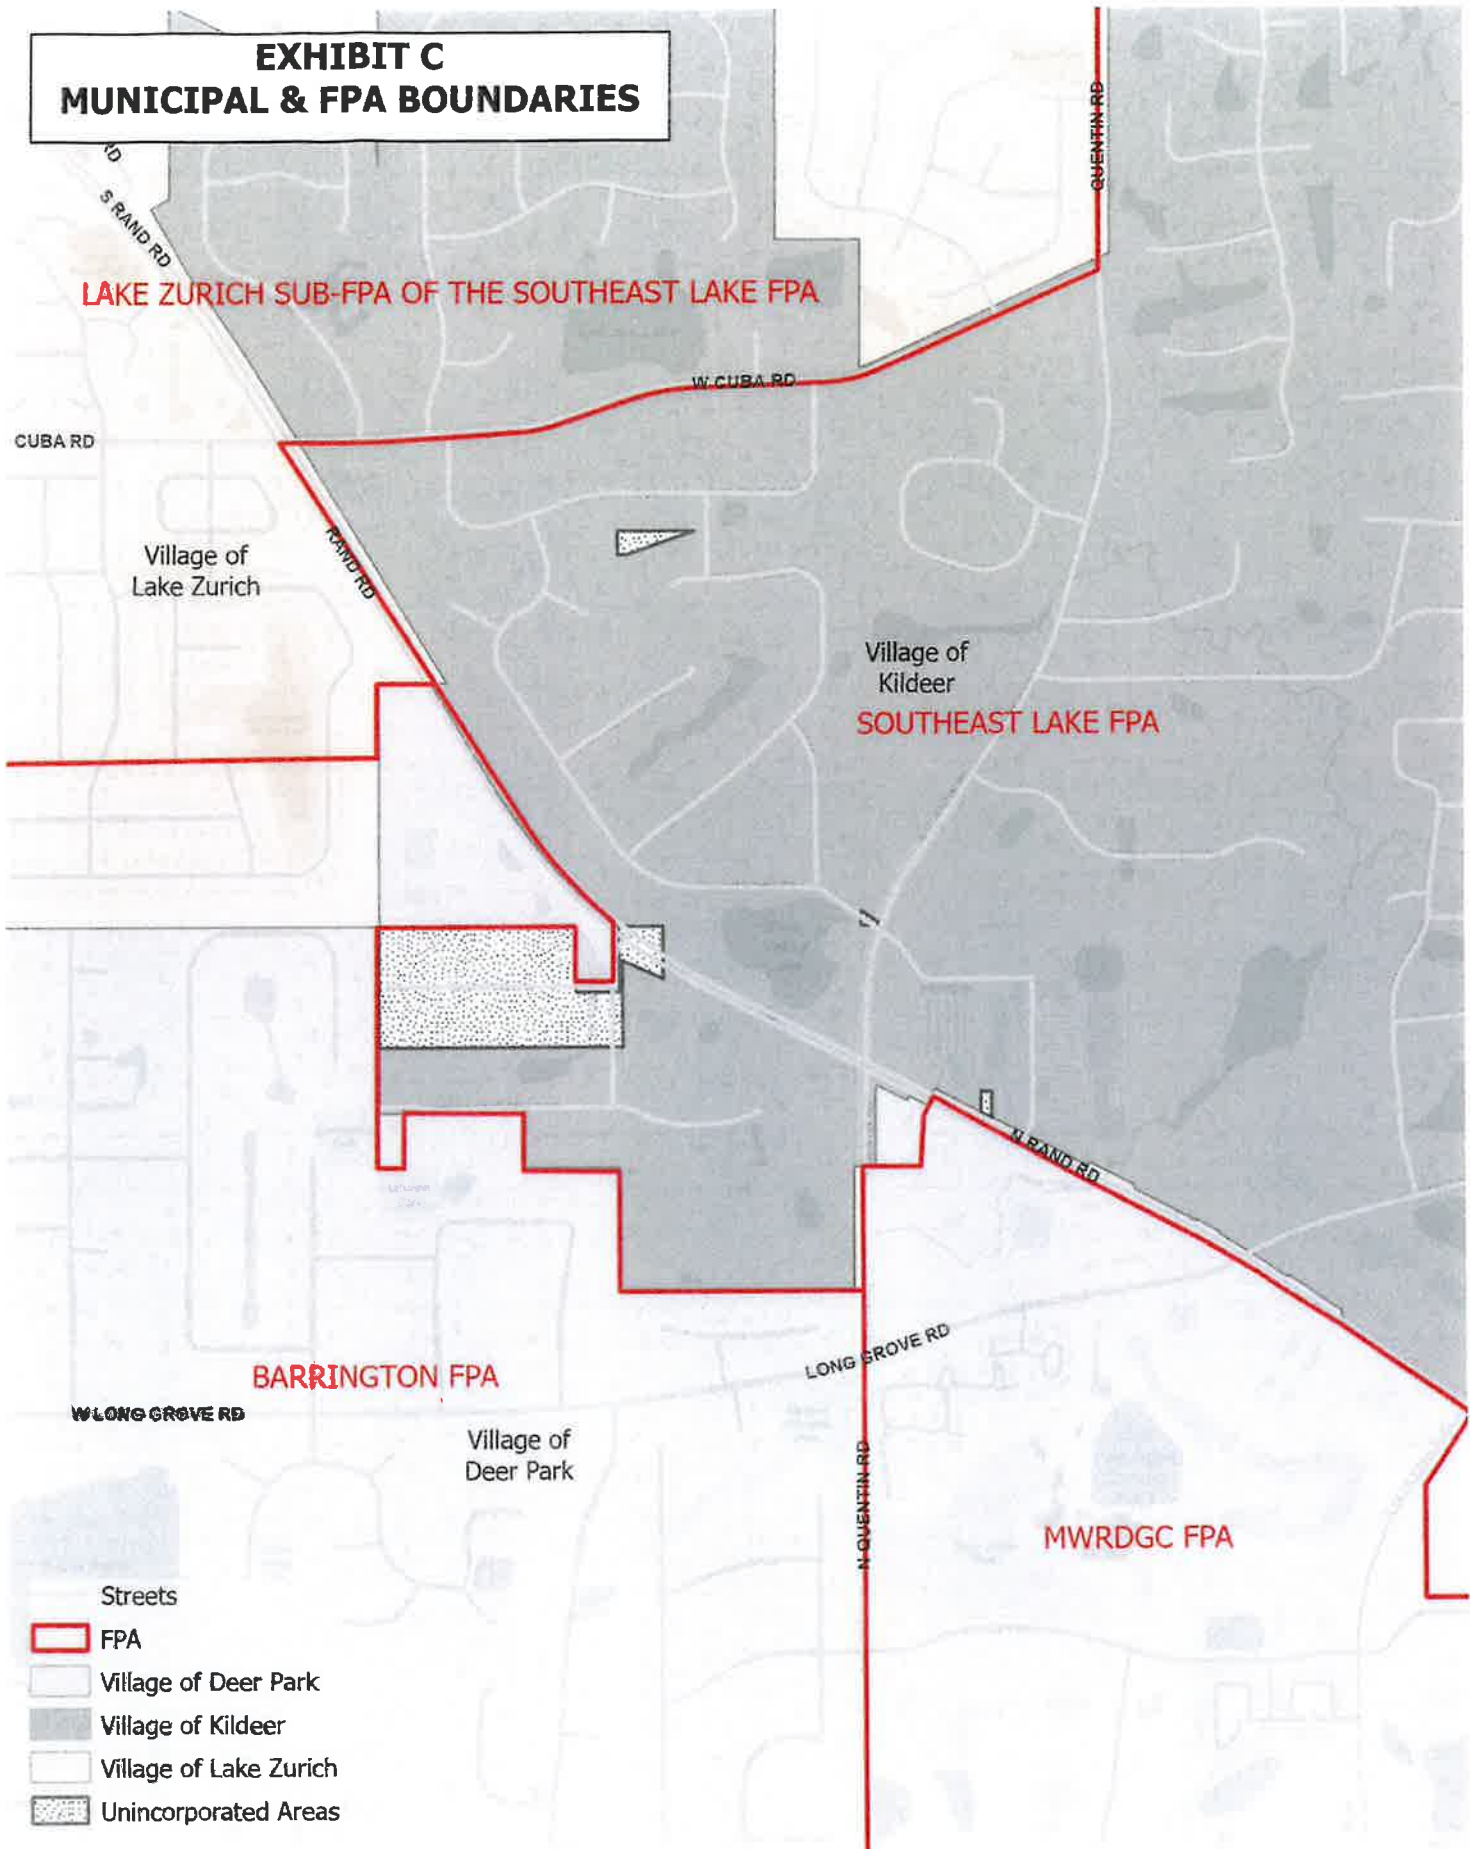 EXHIBIT C
MUNICIPAL & FPA BOUNDARIES
RD
S RAND RD
QUENTIN RD
LAKE ZURICH SUB-FPA OF THE SOUTHEAST LAKE FPA
W CUBA RD
CUBA RD
RAND RD
Village of
Lake Zurich
Village of
Kildeer
SOUTHEAST LAKE FPA
N RAND RD
LONG GROVE RD
BARRINGTON FPA
W LONG GROVE RD
Village of
Deer Park
N QUENTIN RD
MWRDGC FPA
Streets
FPA
Village of Deer Park
Village of Kildeer
Village of Lake Zurich
Unincorporated Areas